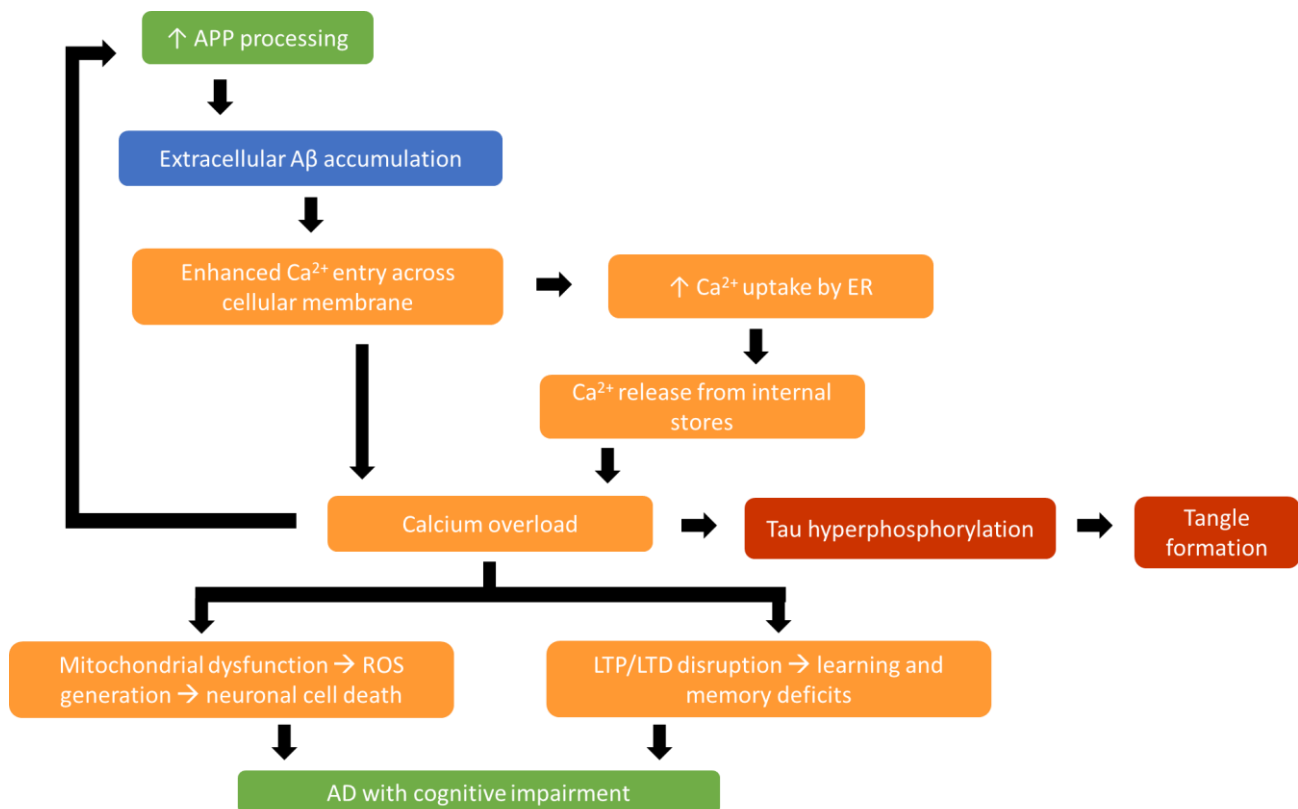 ↑ APP processing
Extracellular Aβ accumulation
Enhanced Ca²⁺ entry across
cellular membrane
↑ Ca²⁺ uptake by ER
Ca²⁺ release from internal
stores
Calcium overload
Tau hyperphosphorylation
Tangle
formation
Mitochondrial dysfunction → ROS
generation → neuronal cell death
LTP/LTD disruption → learning and
memory deficits
AD with cognitive impairment